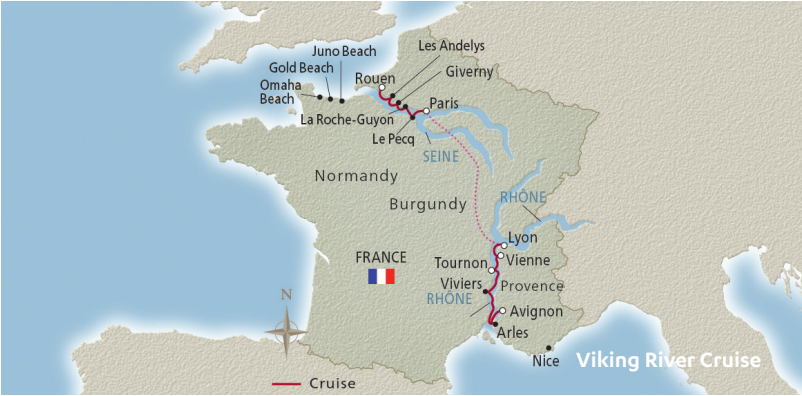 Juno Beach
Les Andelys
Gold Beach
Giverny
Rouen
Omaha
Beach
Paris
La Roche-Guyon
Le Pecq
SEINE
Normandy
Burgundy
RHÔNE
Lyon
FRANCE
Vienne
Tournon
Viviers
Provence
RHÔNE
N
Avignon
Arles
Nice
Viking River Cruise
Cruise